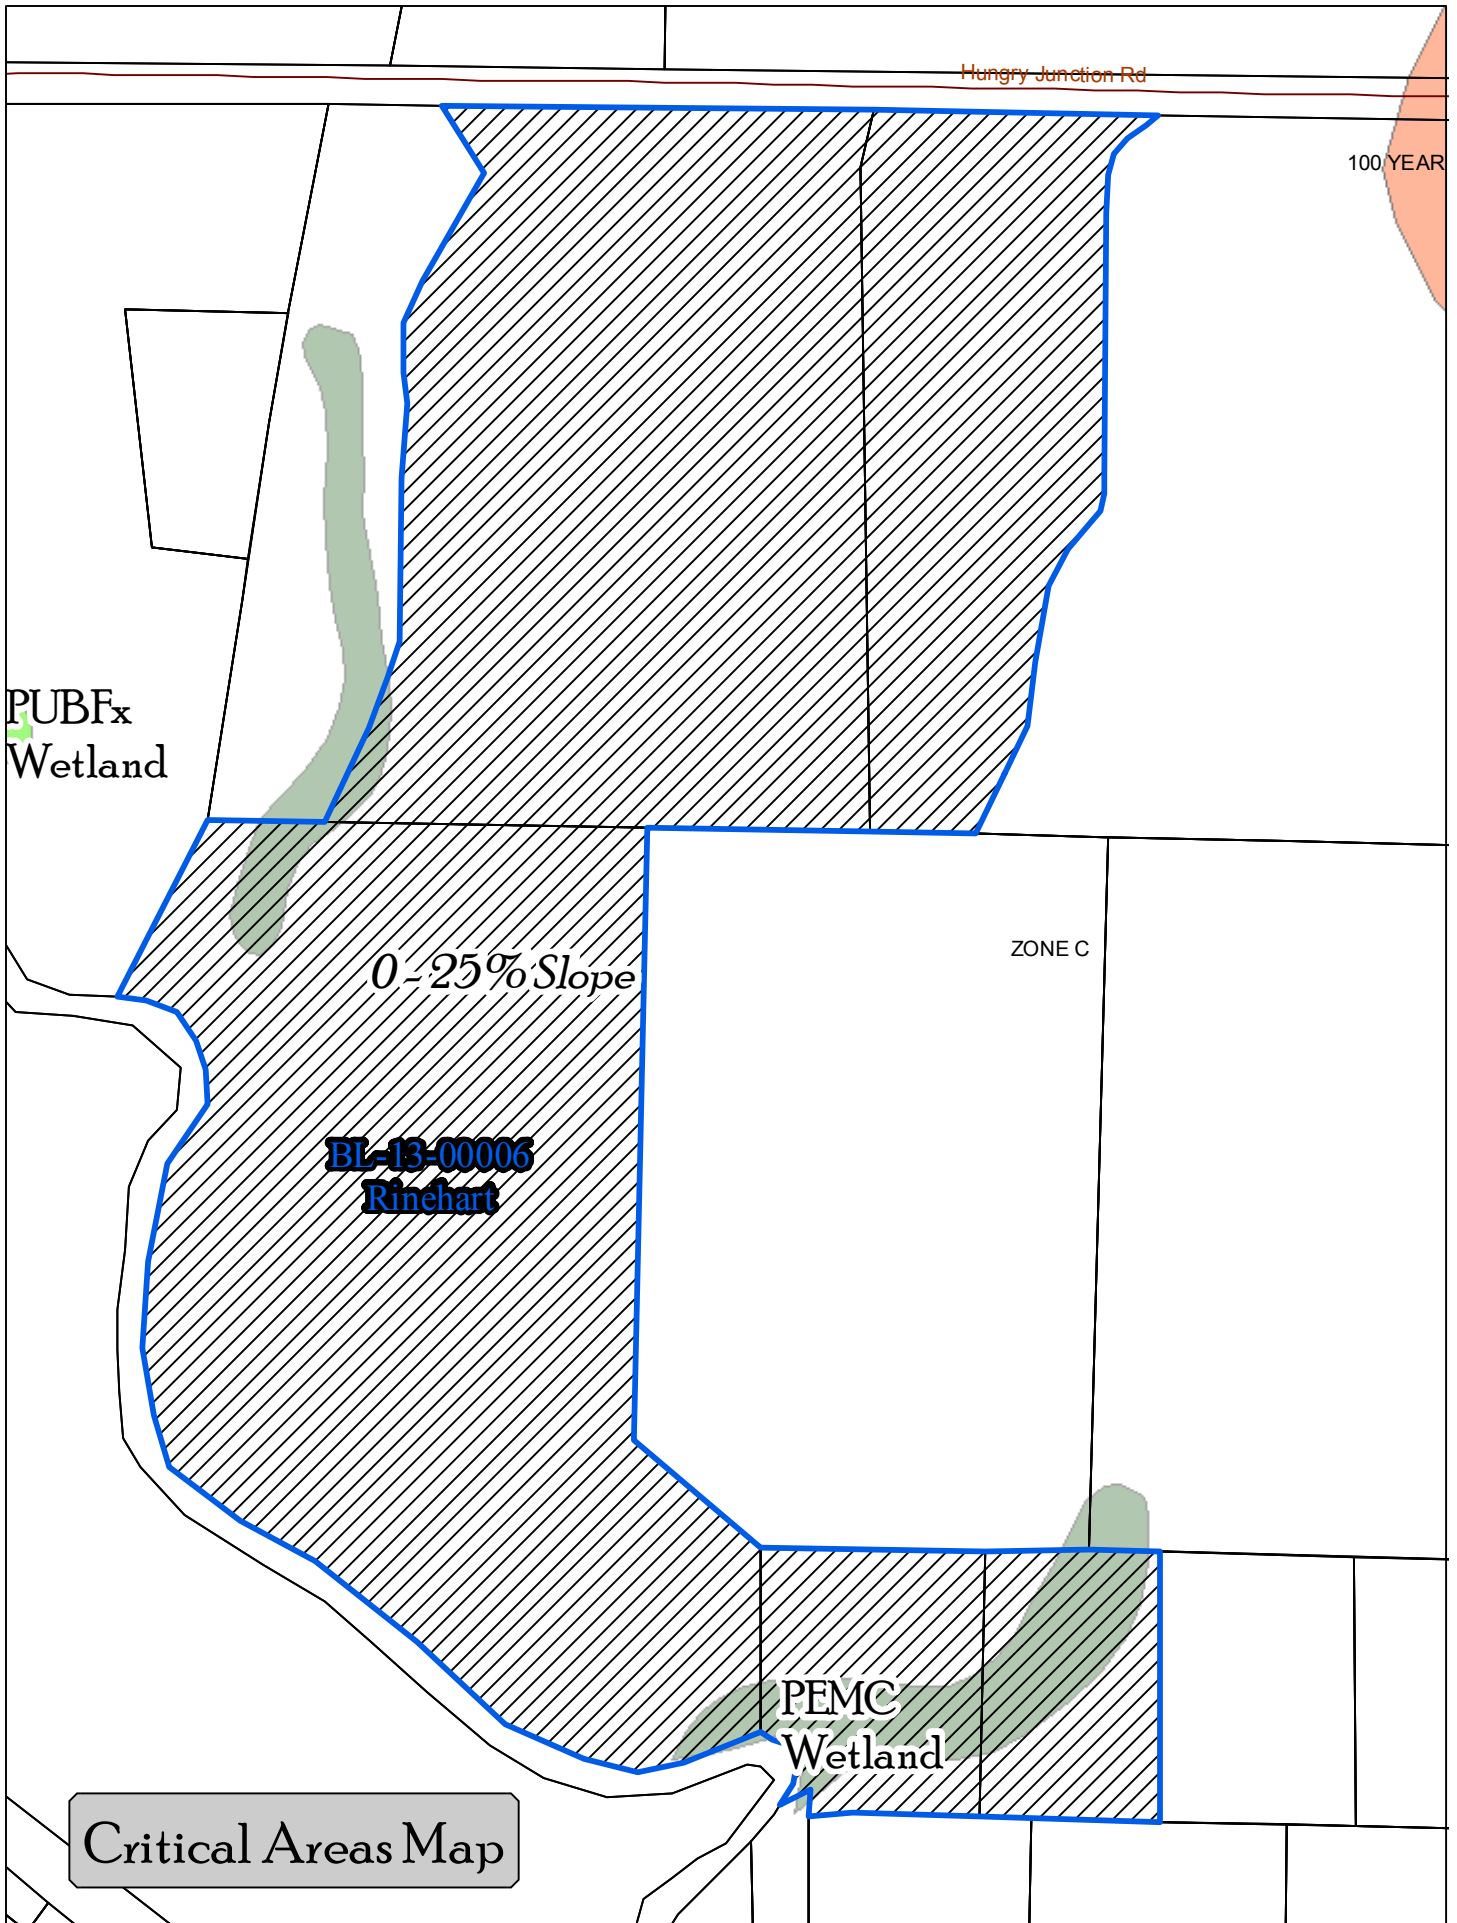 Hungry Junction Rd
100 YEAR
PUBFx
Wetland
ZONE C
0-25% Slope
BL-13-00006
Rinehart
PEMC
Wetland
Critical Areas Map